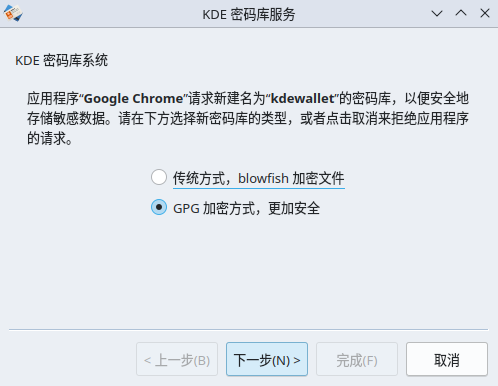 KDE 密码库服务
KDE 密码库系统
应用程序“Google Chrome”请求新建名为“kdewallet”的密码库，以便安全地
存储敏感数据。请在下方选择新密码库的类型，或者点击取消来拒绝应用程序
的请求。
传统方式，blowfish 加密文件
GPG 加密方式，更加安全
< 上一步(B)
下一步(N) >
完成(F)
取消